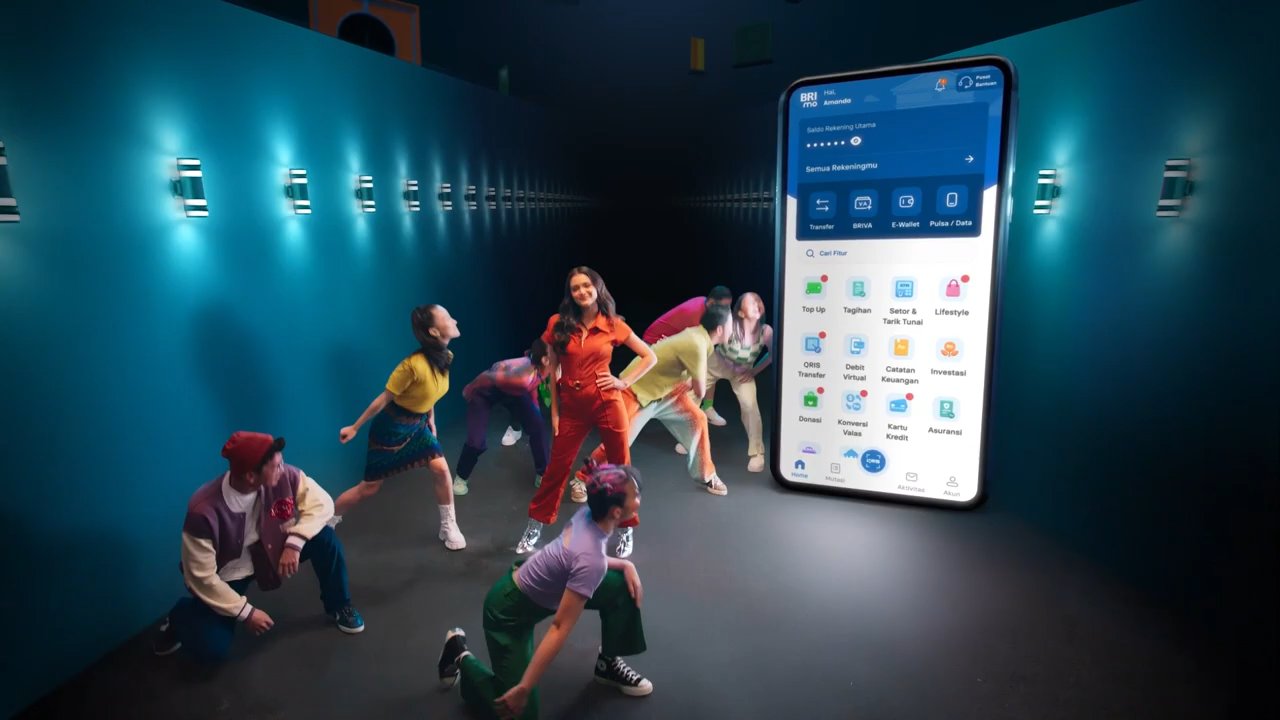 BRI
mo
Hai,
Amanda
Pusat
Bantuan
Saldo Rekening Utama
Semua Rekeningmu
Transfer
BRIVA
E-Wallet
Pulsa / Data
Cari Fitur
Top Up
Tagihan
Setor &
Tarik Tunai
Lifestyle
QRIS
Transfer
Debit
Virtual
Catatan
Keuangan
Investasi
Donasi
Konversi
Valas
Kartu
Kredit
Asuransi
Home
Mutasi
QRIS
Aktivitas
Akun